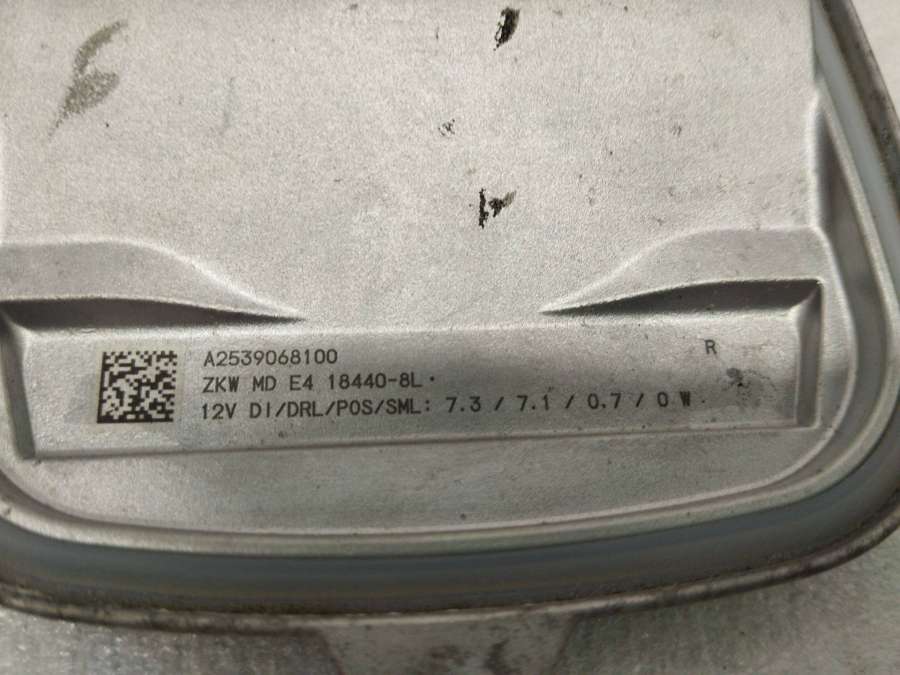 A2539068100
R
ZKW MD E4 18440-8L
12V DI/DRL/POS/SML: 7.3 / 7.1 / 0.7 / 0 W